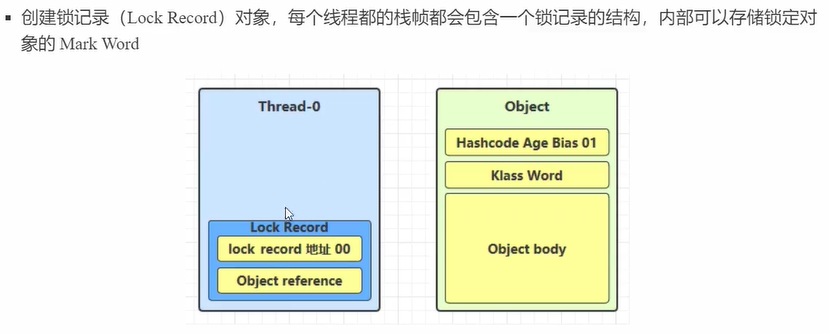 创建锁记录（Lock Record）对象，每个线程都的栈帧都会包含一个锁记录的结构，内部可以存储锁定对
象的 Mark Word
Thread-0
Lock Record
lock record 地址 00
Object reference
Object
Hashcode Age Bias 01
Klass Word
Object body